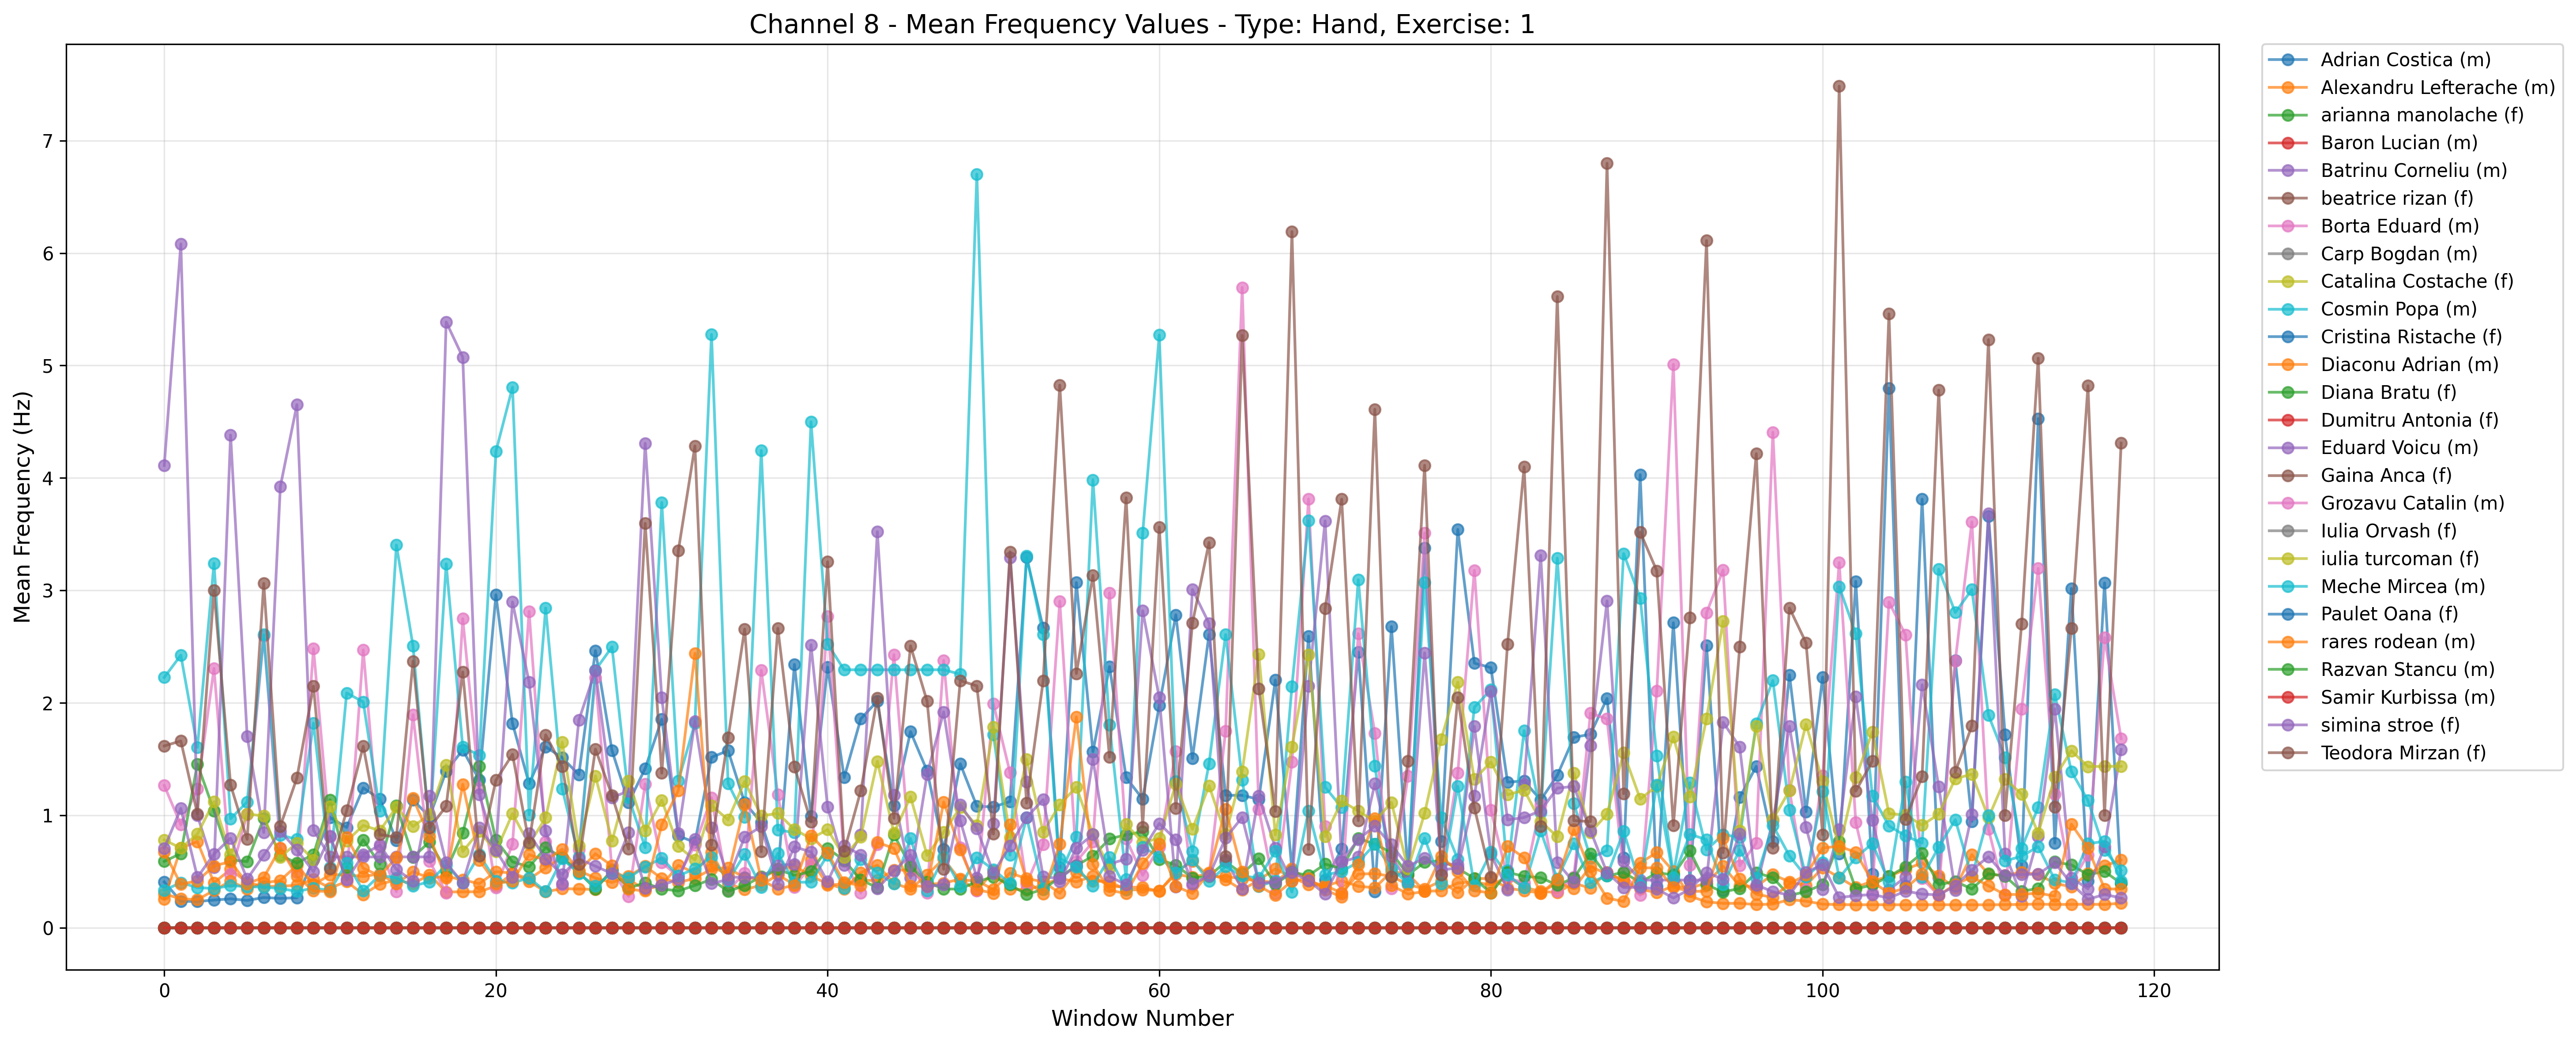 Channel 8 - Mean Frequency Values - Type: Hand, Exercise: 1
Mean Frequency (Hz)
7
6
5
4
3
2
1
0
0
20
40
60
80
100
120
Window Number
Adrian Costica (m)
Alexandru Lefterache (m)
arianna manolache (f)
Baron Lucian (m)
Batrinu Corneliu (m)
beatrice rizan (f)
Borta Eduard (m)
Carp Bogdan (m)
Catalina Costache (f)
Cosmin Popa (m)
Cristina Ristache (f)
Diaconu Adrian (m)
Diana Bratu (f)
Dumitru Antonia (f)
Eduard Voicu (m)
Gaina Anca (f)
Grozavu Catalin (m)
Iulia Orvash (f)
iulia turcoman (f)
Meche Mircea (m)
Paulet Oana (f)
rares rodean (m)
Razvan Stancu (m)
Samir Kurbissa (m)
simina stroe (f)
Teodora Mirzan (f)